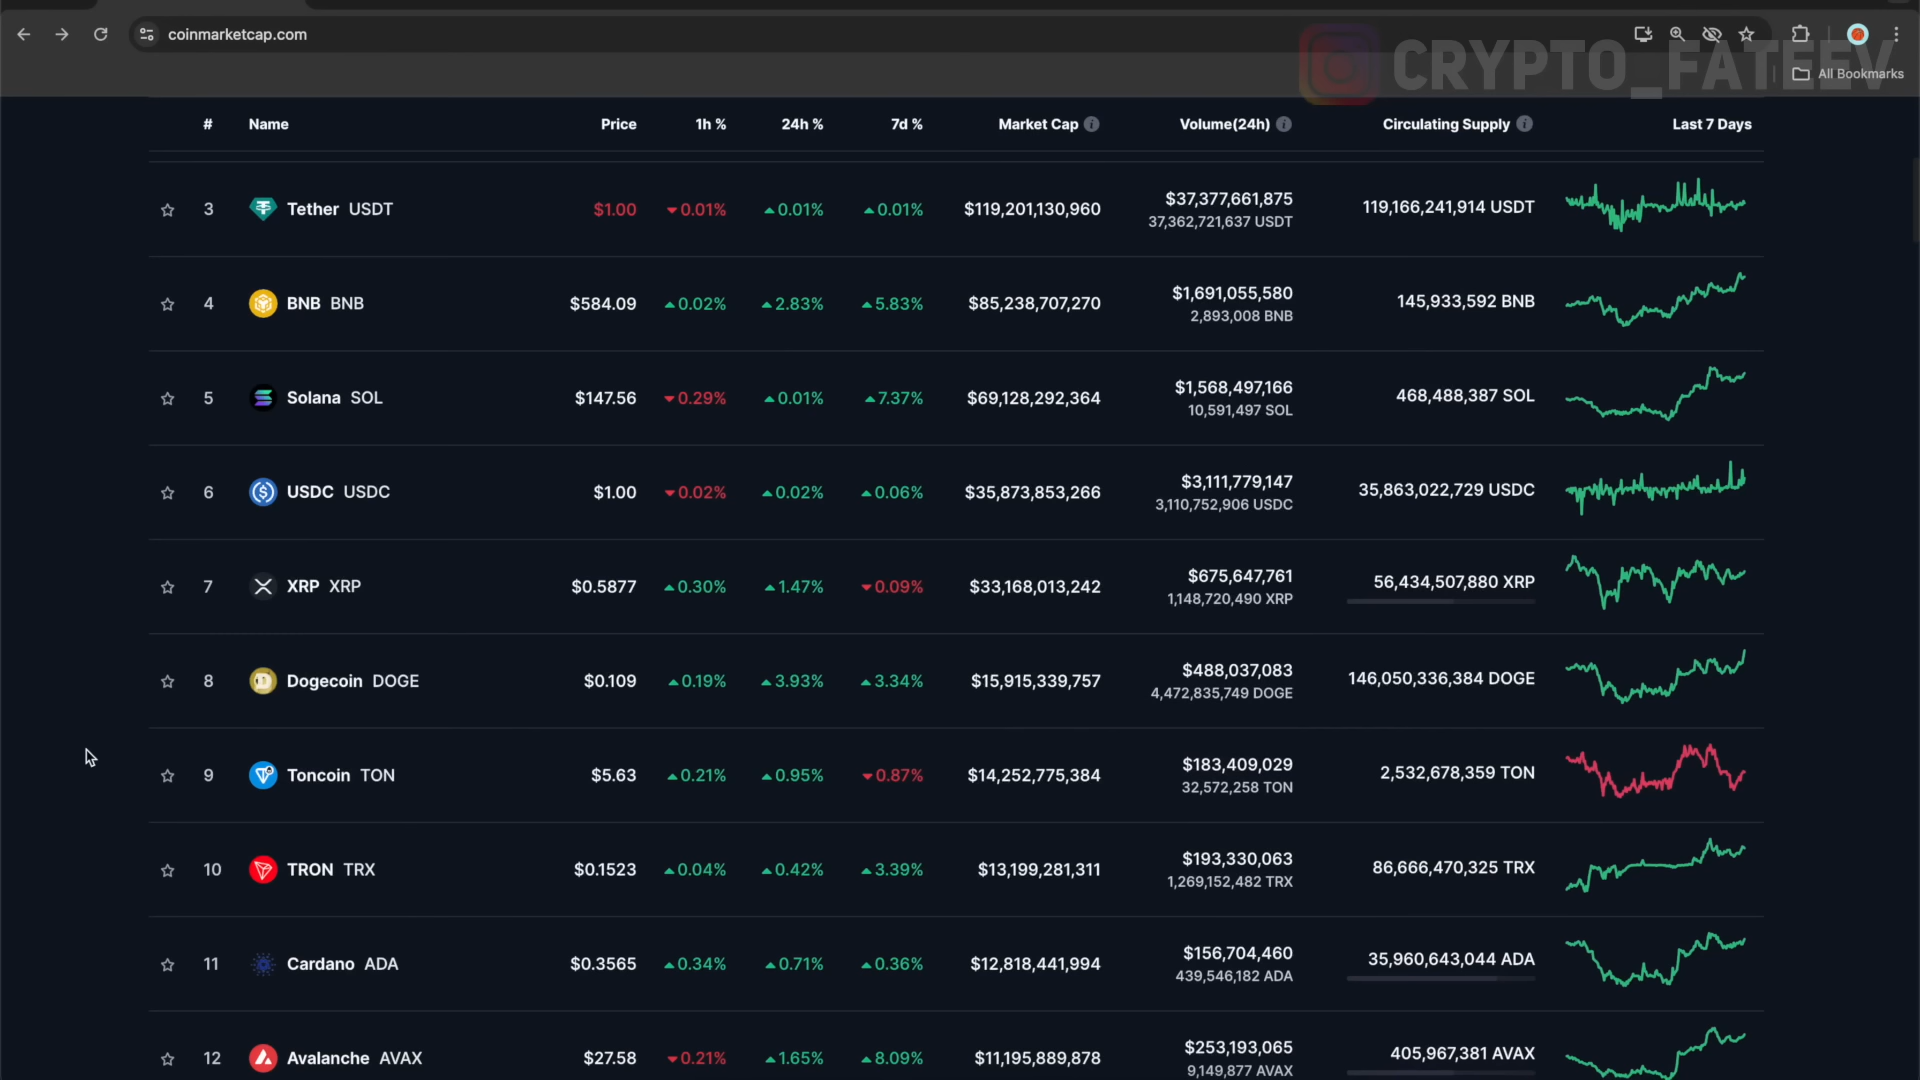 coinmarketcap.com
CRYPTO_FATEEV
All Bookmarks
# Name Price 1h % 24h % 7d % Market Cap Volume(24h) Circulating Supply Last 7 Days
3 Tether USDT $1.00 0.01% 0.01% 0.01% $119,201,130,960 $37,377,661,875 119,166,241,914 USDT
37,362,721,637 USDT
4 BNB BNB $584.09 0.02% 2.83% 5.83% $85,238,707,270 $1,691,055,580 145,933,592 BNB
2,893,008 BNB
5 Solana SOL $147.56 0.29% 0.01% 7.37% $69,128,292,364 $1,568,497,166 468,488,387 SOL
10,591,497 SOL
6 USDC USDC $1.00 0.02% 0.02% 0.06% $35,873,853,266 $3,111,779,147 35,863,022,729 USDC
3,110,752,906 USDC
7 XRP XRP $0.5877 0.30% 1.47% 0.09% $33,168,013,242 $675,647,761 56,434,507,880 XRP
1,148,720,490 XRP
8 Dogecoin DOGE $0.109 0.19% 3.93% 3.34% $15,915,339,757 $488,037,083 146,050,336,384 DOGE
4,472,835,749 DOGE
9 Toncoin TON $5.63 0.21% 0.95% 0.87% $14,252,775,384 $183,409,029 2,532,678,359 TON
32,572,258 TON
10 TRON TRX $0.1523 0.04% 0.42% 3.39% $13,199,281,311 $193,330,063 86,666,470,325 TRX
1,269,152,482 TRX
11 Cardano ADA $0.3565 0.34% 0.71% 0.36% $12,818,441,994 $156,704,460 35,960,643,044 ADA
439,546,182 ADA
12 Avalanche AVAX $27.58 0.21% 1.65% 8.09% $11,195,889,878 $253,193,065 405,967,381 AVAX
9,149,877 AVAX